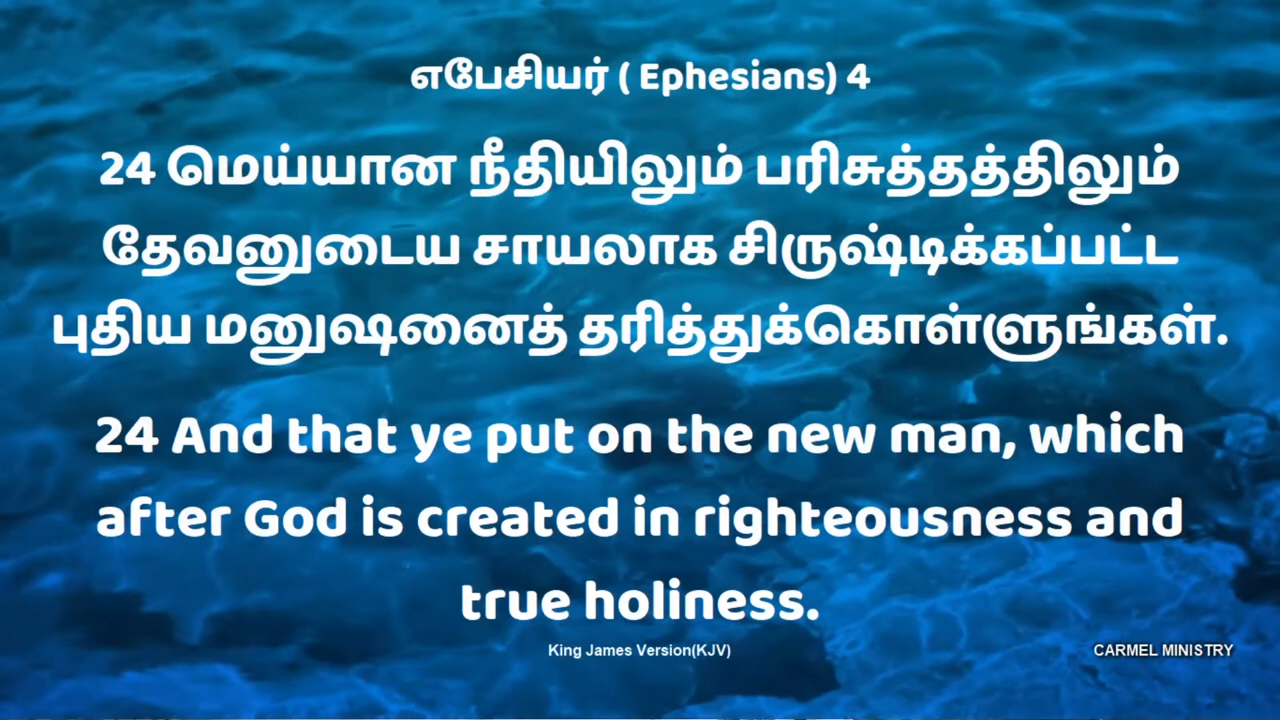 எபேசியர் ( Ephesians) 4
24 மெய்யான நீதியிலும் பரிசுத்தத்திலும்
தேவனுடைய சாயலாக சிருஷ்டிக்கப்பட்ட
புதிய மனுஷனைத் தரித்துக்கொள்ளுங்கள்.
24 And that ye put on the new man, which
after God is created in righteousness and
true holiness.
King James Version(KJV)
CARMEL MINISTRY